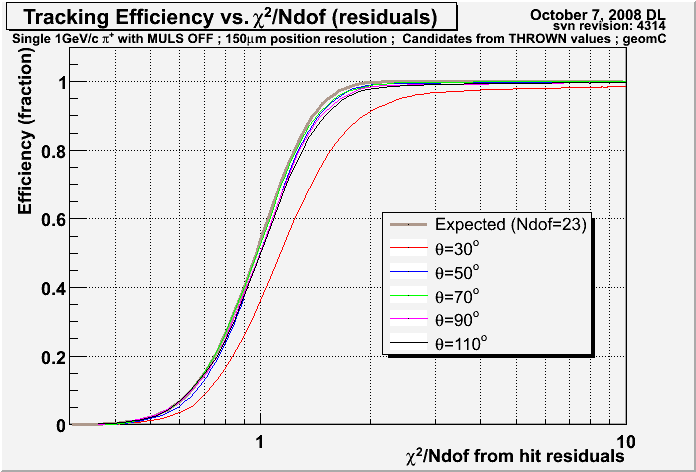 Tracking Efficiency vs. χ²/Ndof (residuals)
October 7, 2008 DL
svn revision: 4314
Single 1GeV/c π⁺ with MULS OFF ; 150μm position resolution ; Candidates from THROWN values ; geomC
Efficiency (fraction)
1
0.8
0.6
0.4
0.2
0
Expected (Ndof=23)
θ=30°
θ=50°
θ=70°
θ=90°
θ=110°
1
10
χ²/Ndof from hit residuals